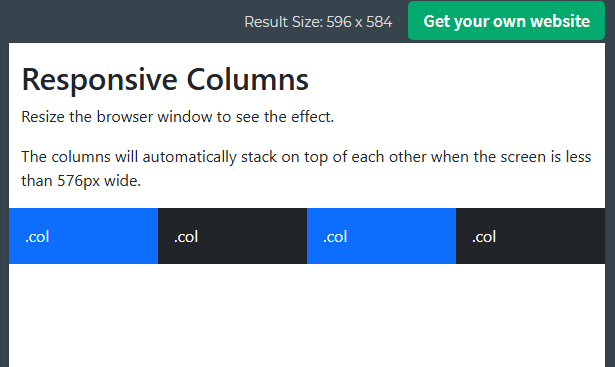 Result Size: 596 x 584
Get your own website
Responsive Columns
Resize the browser window to see the effect.
The columns will automatically stack on top of each other when the screen is less
than 576px wide.
.col .col .col .col